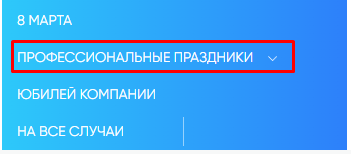 8 МАРТА
ПРОФЕССИОНАЛЬНЫЕ ПРАЗДНИКИ
ЮБИЛЕЙ КОМПАНИИ
НА ВСЕ СЛУЧАИ